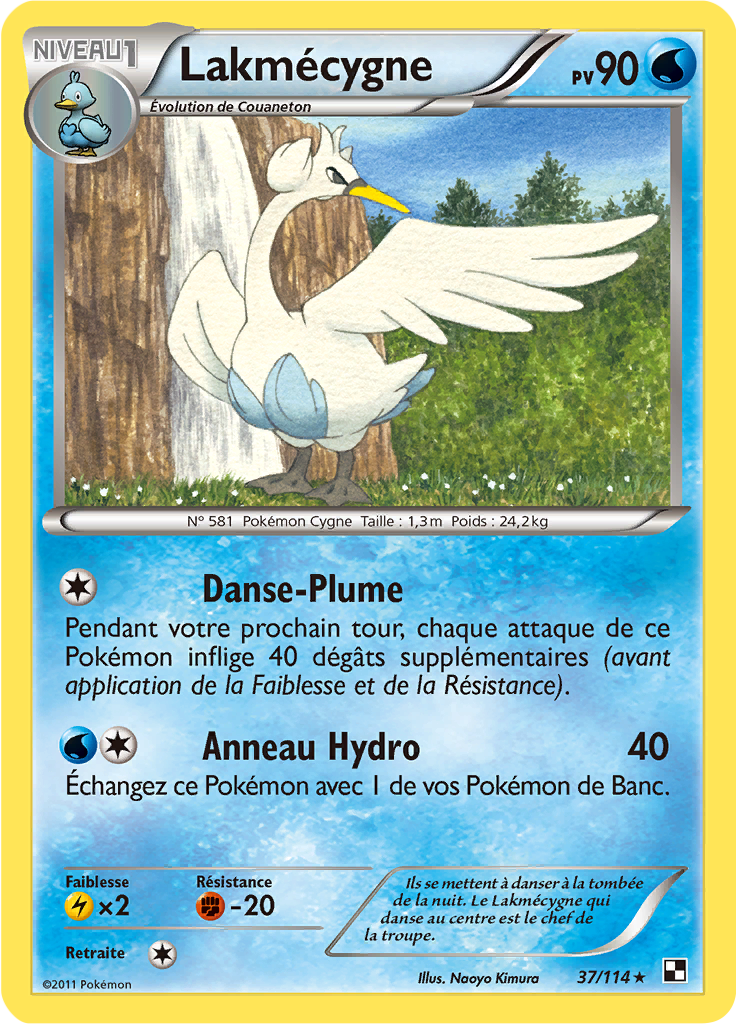 NIVEAU 1
Lakmécygne
PV 90
Évolution de Couaneton
Nº 581 Pokémon Cygne Taille : 1,3 m Poids : 24,2 kg
Danse-Plume
Pendant votre prochain tour, chaque attaque de ce
Pokémon inflige 40 dégâts supplémentaires (avant
application de la Faiblesse et de la Résistance).
Anneau Hydro 40
Échangez ce Pokémon avec 1 de vos Pokémon de Banc.
Faiblesse
×2
Résistance
-20
Retraite
Ils se mettent à danser à la tombée
de la nuit. Le Lakmécygne qui
danse au centre est le chef de
la troupe.
©2011 Pokémon
Illus. Naoyo Kimura
37/114 ★